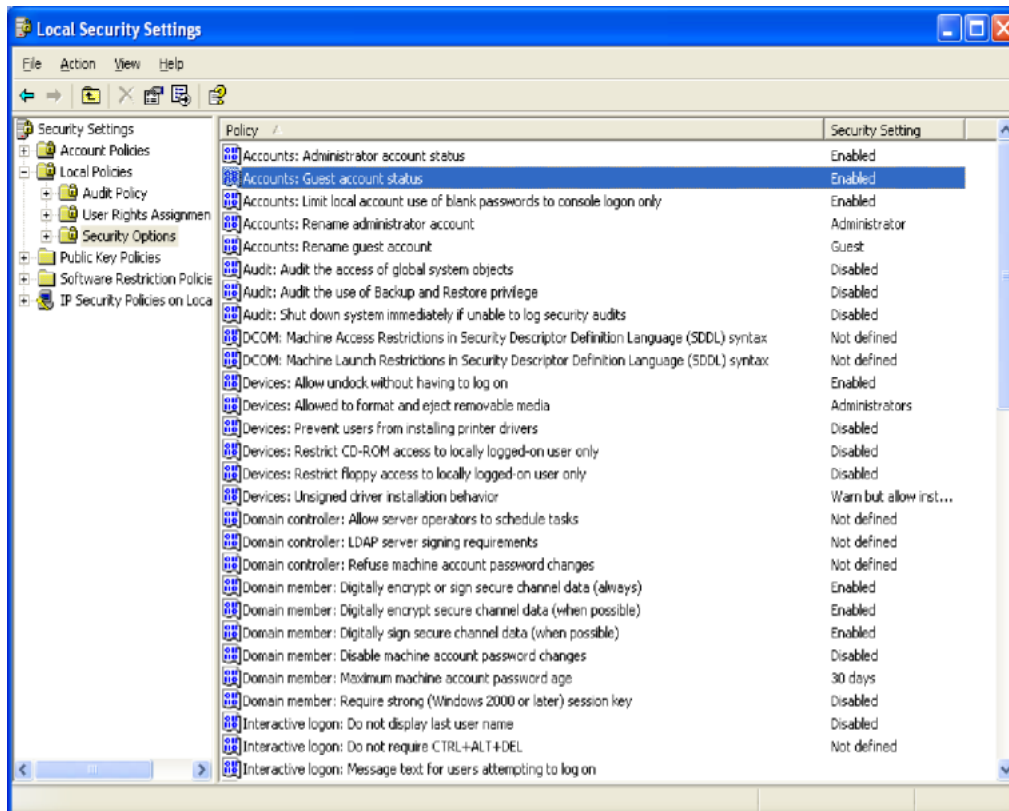 Local Security Settings
File Action View Help
Security Settings
Account Policies
Local Policies
Audit Policy
User Rights Assignmen
Security Options
Public Key Policies
Software Restriction Policie
IP Security Policies on Loca
Policy Security Setting
Accounts: Administrator account status Enabled
Accounts: Guest account status Enabled
Accounts: Limit local account use of blank passwords to console logon only Enabled
Accounts: Rename administrator account Administrator
Accounts: Rename guest account Guest
Audit: Audit the access of global system objects Disabled
Audit: Audit the use of Backup and Restore privilege Disabled
Audit: Shut down system immediately if unable to log security audits Disabled
DCOM: Machine Access Restrictions in Security Descriptor Definition Language (SDDL) syntax Not defined
DCOM: Machine Launch Restrictions in Security Descriptor Definition Language (SDDL) syntax Not defined
Devices: Allow undock without having to log on Enabled
Devices: Allowed to format and eject removable media Administrators
Devices: Prevent users from installing printer drivers Disabled
Devices: Restrict CD-ROM access to locally logged-on user only Disabled
Devices: Restrict floppy access to locally logged-on user only Disabled
Devices: Unsigned driver installation behavior Warn but allow inst...
Domain controller: Allow server operators to schedule tasks Not defined
Domain controller: LDAP server signing requirements Not defined
Domain controller: Refuse machine account password changes Not defined
Domain member: Digitally encrypt or sign secure channel data (always) Enabled
Domain member: Digitally encrypt secure channel data (when possible) Enabled
Domain member: Digitally sign secure channel data (when possible) Enabled
Domain member: Disable machine account password changes Disabled
Domain member: Maximum machine account password age 30 days
Domain member: Require strong (Windows 2000 or later) session key Disabled
Interactive logon: Do not display last user name Disabled
Interactive logon: Do not require CTRL+ALT+DEL Not defined
Interactive logon: Message text for users attempting to log on